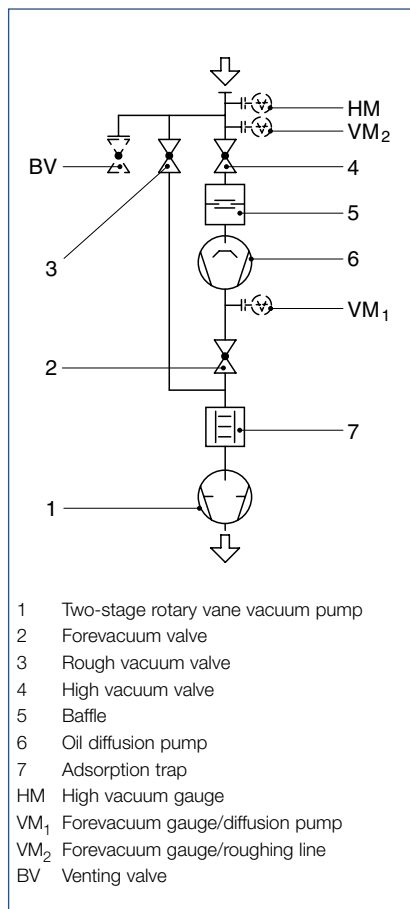 HM
VM₂
BV
4
5
3
6
VM₁
2
7
1
1 Two-stage rotary vane vacuum pump
2 Forevacuum valve
3 Rough vacuum valve
4 High vacuum valve
5 Baffle
6 Oil diffusion pump
7 Adsorption trap
HM High vacuum gauge
VM₁ Forevacuum gauge/diffusion pump
VM₂ Forevacuum gauge/roughing line
BV Venting valve